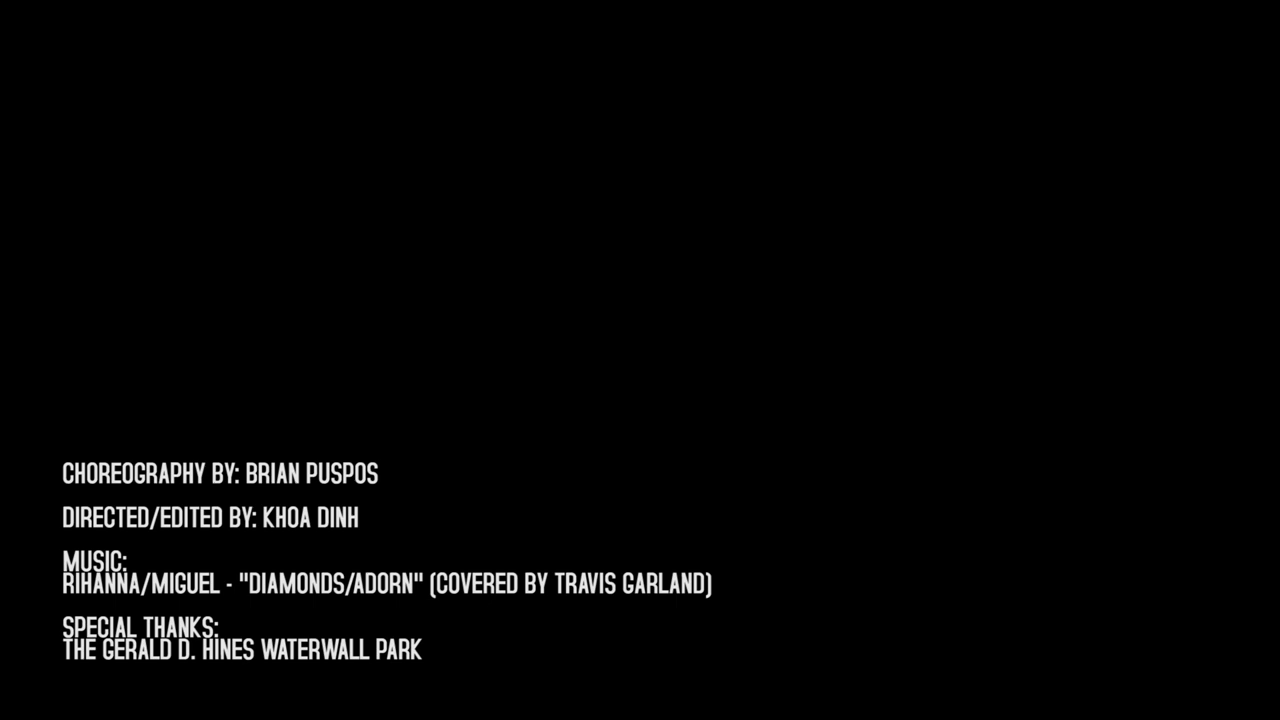 CHOREOGRAPHY BY: BRIAN PUSPOS
DIRECTED/EDITED BY: KHOA DINH
MUSIC:
RIHANNA/MIGUEL - "DIAMONDS/ADORN" (COVERED BY TRAVIS GARLAND)
SPECIAL THANKS:
THE GERALD D. HINES WATERWALL PARK